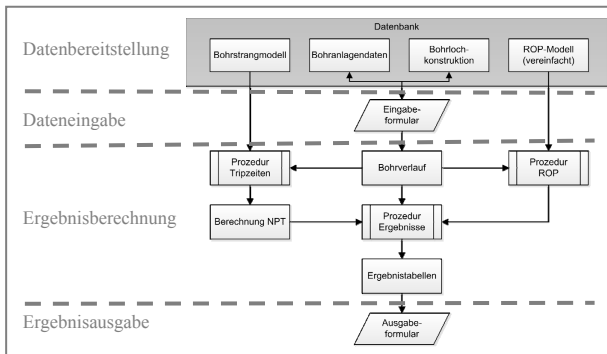 Datenbank
Datenbereitstellung
Bohrstrangmodell
Bohranlagendaten
Bohrloch-
konstruktion
ROP-Modell
(vereinfacht)
Dateneingabe
Eingabe-
formular
Prozedur
Tripzeiten
Bohrverlauf
Prozedur
ROP
Ergebnisberechnung
Berechnung NPT
Prozedur
Ergebnisse
Ergebnistabellen
Ergebnisausgabe
Ausgabe-
formular